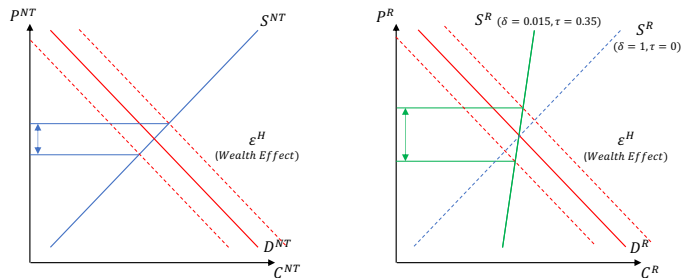 P^NT
S^NT
ε^H
(Wealth Effect)
D^NT
C^NT
P^R
S^R (δ = 0.015, τ = 0.35)
S^R
(δ = 1, τ = 0)
ε^H
(Wealth Effect)
D^R
C^R